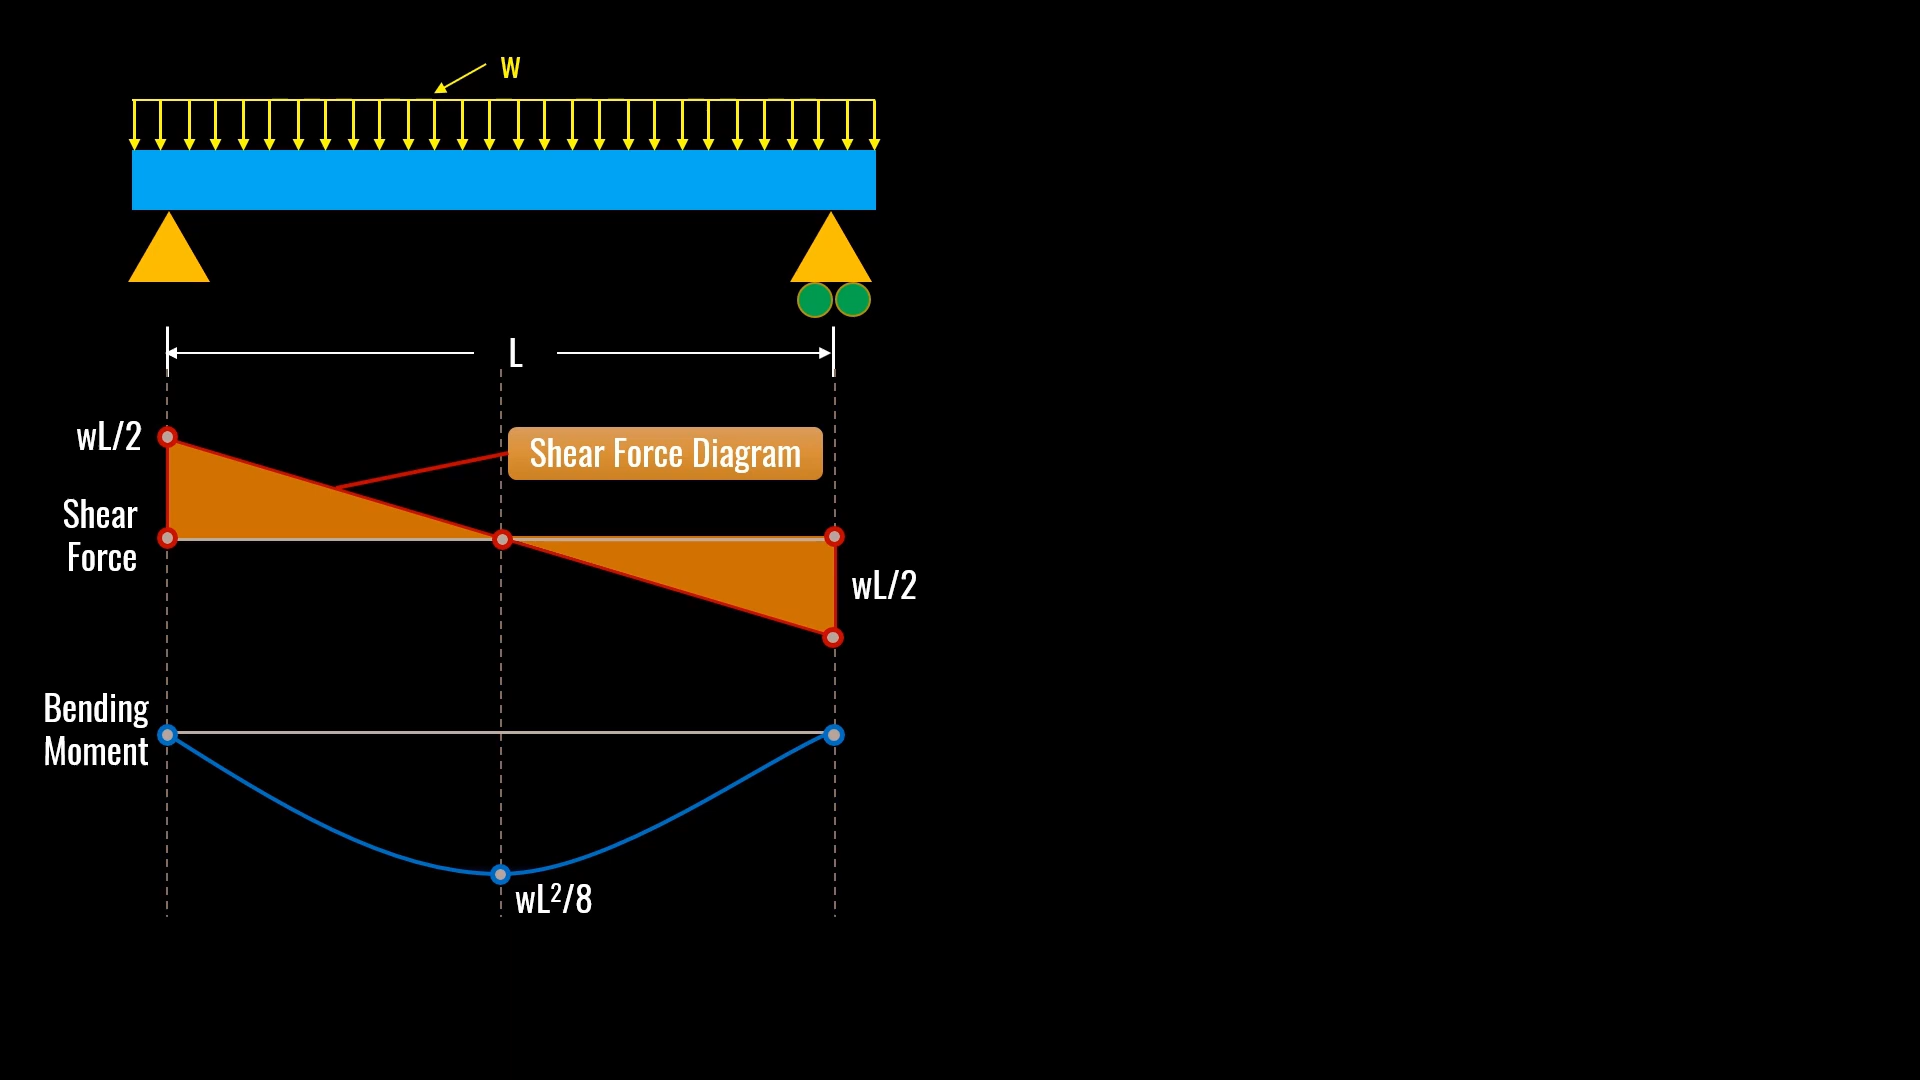 w
L
wL/2
Shear Force Diagram
Shear
Force
wL/2
Bending
Moment
wL²/8